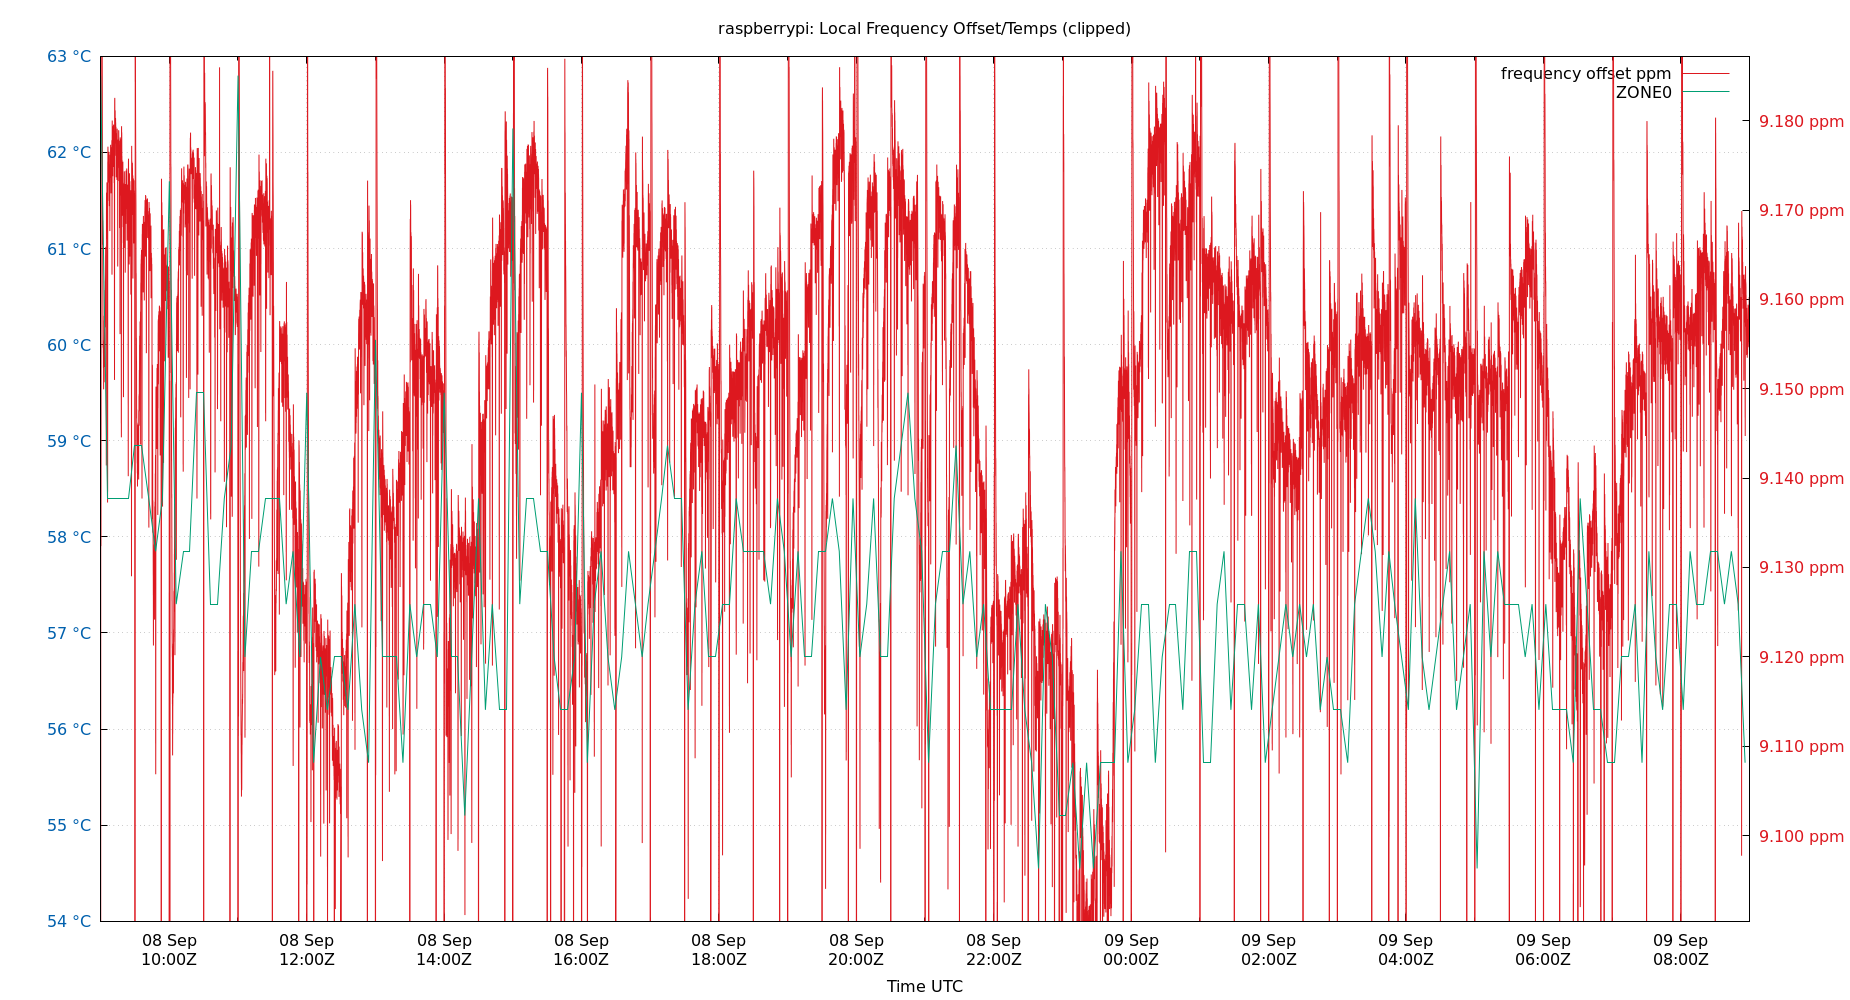 raspberrypi: Local Frequency Offset/Temps (clipped)
63 °C
62 °C
61 °C
60 °C
59 °C
58 °C
57 °C
56 °C
55 °C
54 °C
frequency offset ppm
ZONE0
9.180 ppm
9.170 ppm
9.160 ppm
9.150 ppm
9.140 ppm
9.130 ppm
9.120 ppm
9.110 ppm
9.100 ppm
08 Sep
10:00Z
08 Sep
12:00Z
08 Sep
14:00Z
08 Sep
16:00Z
08 Sep
18:00Z
08 Sep
20:00Z
08 Sep
22:00Z
09 Sep
00:00Z
09 Sep
02:00Z
09 Sep
04:00Z
09 Sep
06:00Z
09 Sep
08:00Z
Time UTC